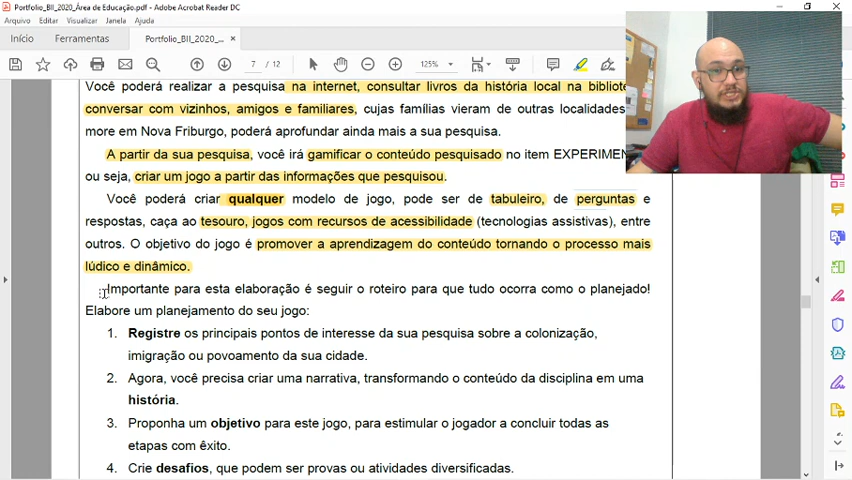 Portfolio_BII_2020_Área de Educação.pdf - Adobe Acrobat Reader DC
Arquivo Editar Visualizar Janela Ajuda
Início Ferramentas Portfolio_BII_2020_... ×
7 / 12 125%
Você poderá realizar a pesquisa na internet, consultar livros da história local na
conversar com vizinhos, amigos e familiares, cujas famílias vieram de outras localidades
more em Nova Friburgo, poderá aprofundar ainda mais a sua pesquisa.
A partir da sua pesquisa, você irá gamificar o conteúdo pesquisado no item
ou seja, criar um jogo a partir das informações que pesquisou.
Você poderá criar qualquer modelo de jogo, pode ser de tabuleiro, de perguntas e
respostas, caça ao tesouro, jogos com recursos de acessibilidade (tecnologias assistivas), entre
outros. O objetivo do jogo é promover a aprendizagem do conteúdo tornando o processo mais
lúdico e dinâmico.
Importante para esta elaboração é seguir o roteiro para que tudo ocorra como o planejado!
Elabore um planejamento do seu jogo:
1. Registre os principais pontos de interesse da sua pesquisa sobre a colonização,
imigração ou povoamento da sua cidade.
2. Agora, você precisa criar uma narrativa, transformando o conteúdo da disciplina em uma
história.
3. Proponha um objetivo para este jogo, para estimular o jogador a concluir todas as
etapas com êxito.
4. Crie desafios, que podem ser provas ou atividades diversificadas.